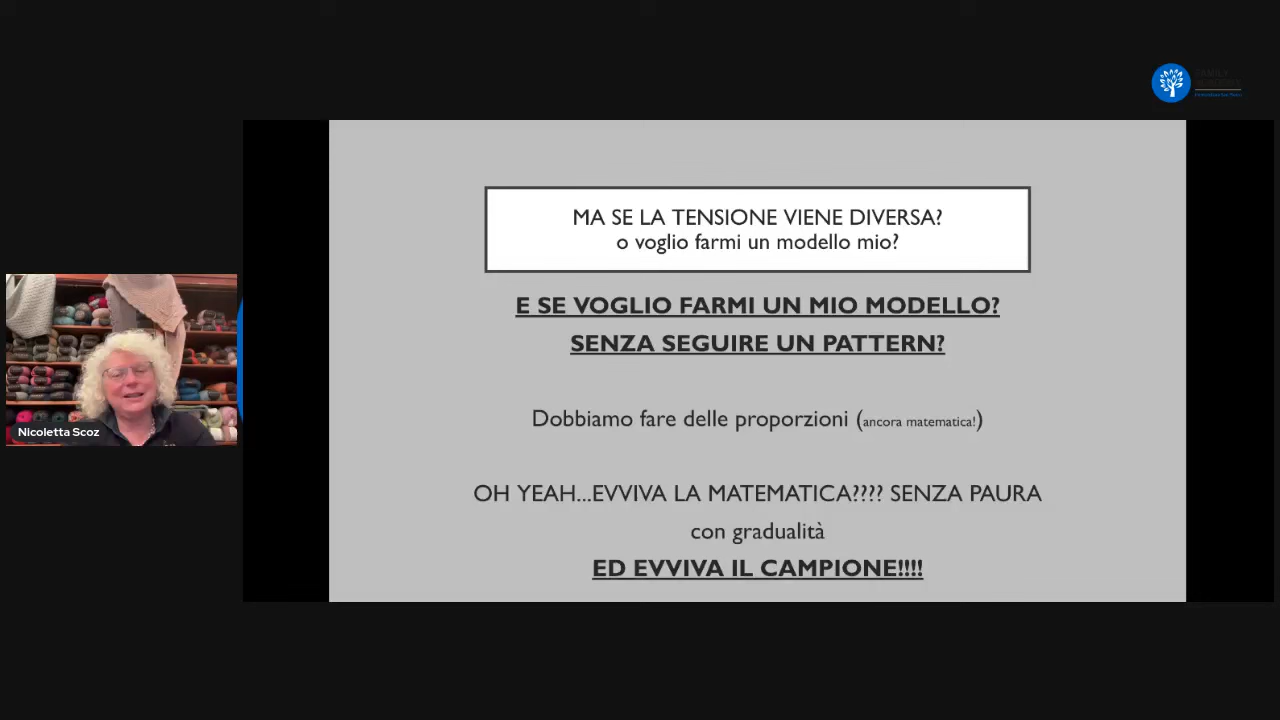 MA SE LA TENSIONE VIENE DIVERSA?
o voglio farmi un modello mio?
E SE VOGLIO FARMI UN MIO MODELLO?
SENZA SEGUIRE UN PATTERN?
Dobbiamo fare delle proporzioni (ancora matematica!)
OH YEAH...EVVIVA LA MATEMATICA???? SENZA PAURA
con gradualità
ED EVVIVA IL CAMPIONE!!!!
Nicoletta Scoz